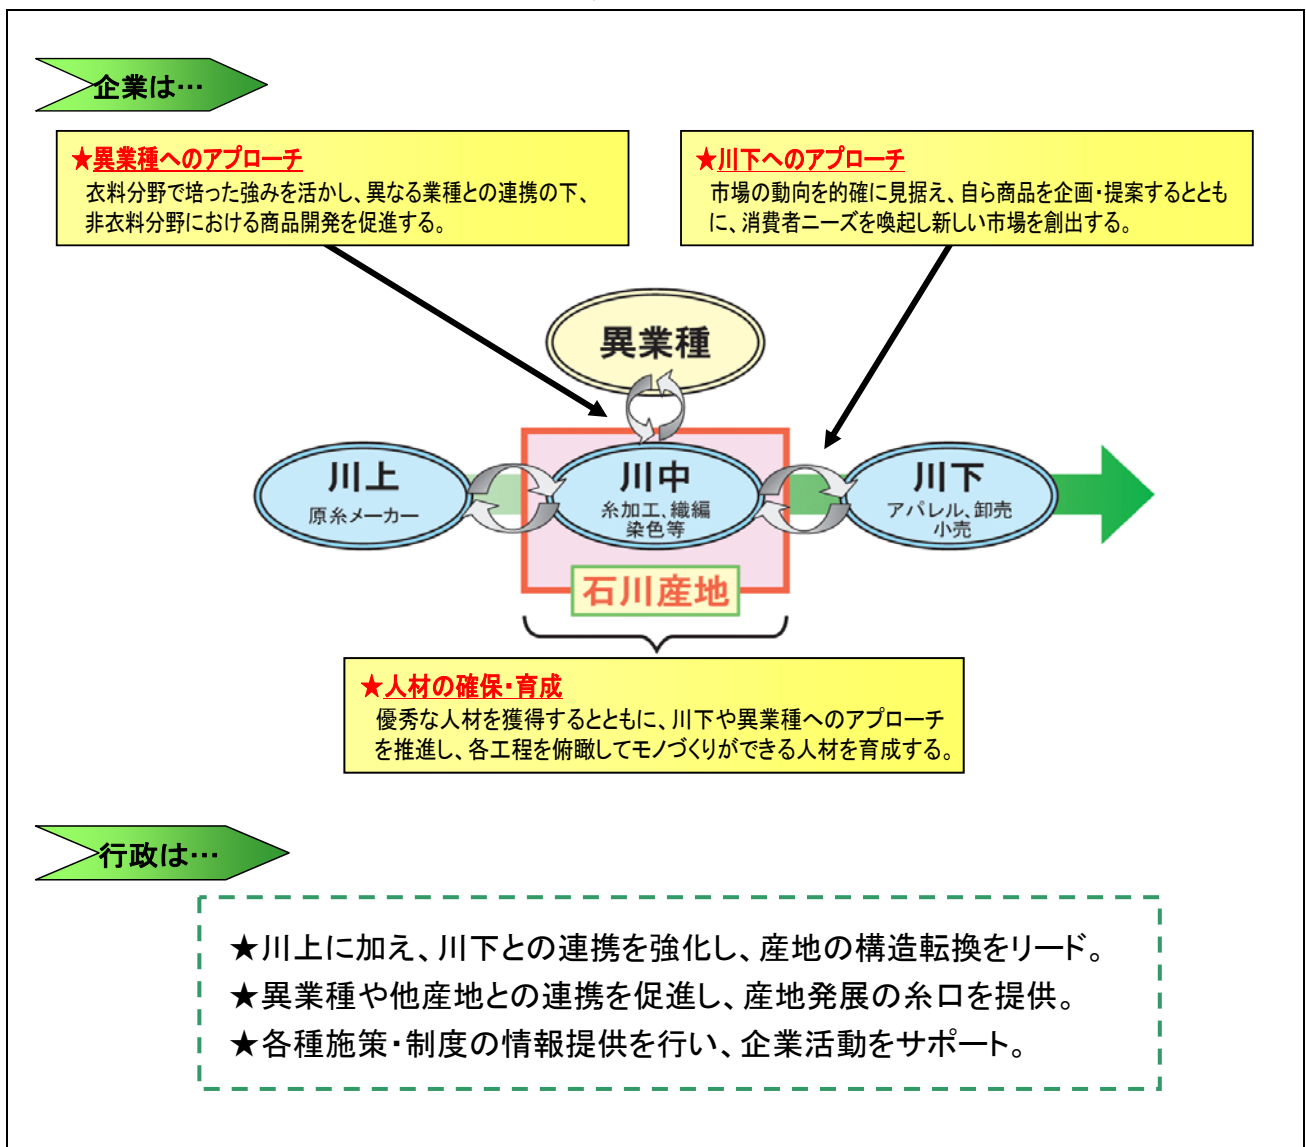 企業は…
★異業種へのアプローチ
衣料分野で培った強みを活かし、異なる業種との連携の下、
非衣料分野における商品開発を促進する。
★川下へのアプローチ
市場の動向を的確に見据え、自ら商品を企画・提案するととも
に、消費者ニーズを喚起し新しい市場を創出する。
異業種
川上
原糸メーカー
川中
糸加工、織編
染色等
川下
アパレル、卸売
小売
石川産地
★人材の確保・育成
優秀な人材を獲得するとともに、川下や異業種へのアプローチ
を推進し、各工程を俯瞰してモノづくりができる人材を育成する。
行政は…
★川上に加え、川下との連携を強化し、産地の構造転換をリード。
★異業種や他産地との連携を促進し、産地発展の糸口を提供。
★各種施策・制度の情報提供を行い、企業活動をサポート。